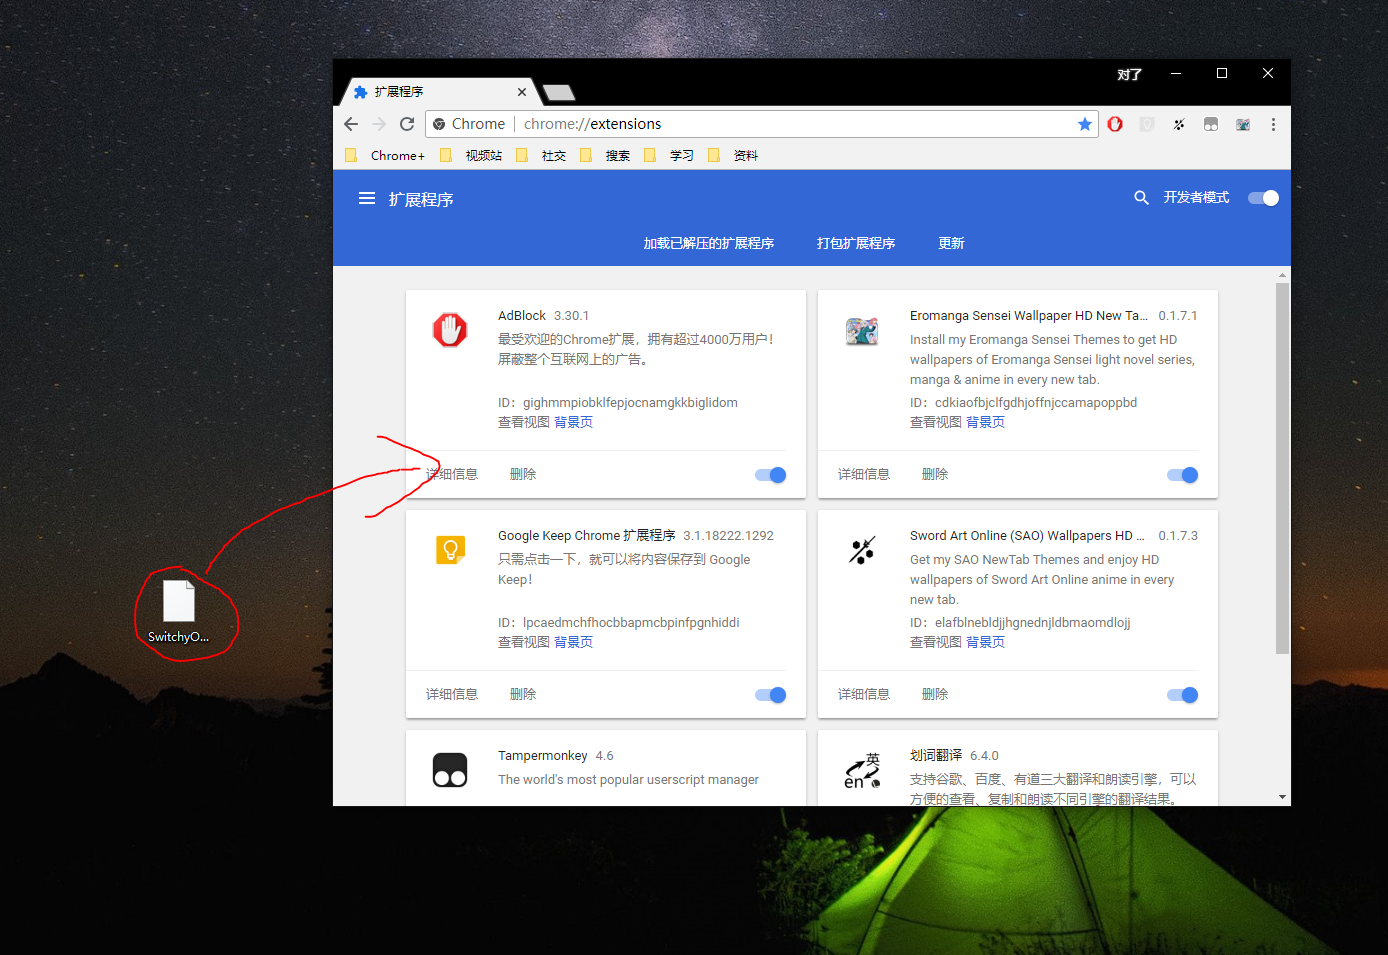 对了
扩展程序
Chrome | chrome://extensions
Chrome+ 视频站 社交 搜索 学习 资料
扩展程序
开发者模式
加载已解压的扩展程序 打包扩展程序 更新
AdBlock 3.30.1
最受欢迎的Chrome扩展，拥有超过4000万用户！
屏蔽整个互联网上的广告。
ID：gighmmpiobklfepjocnamgkkbiglidom
查看视图 背景页
详细信息 删除
Eromanga Sensei Wallpaper HD New Ta... 0.1.7.1
Install my Eromanga Sensei Themes to get HD
wallpapers of Eromanga Sensei light novel series,
manga & anime in every new tab.
ID：cdkiaofbjclfgdhjoffnjccamapoppbd
查看视图 背景页
详细信息 删除
Google Keep Chrome 扩展程序 3.1.18222.1292
只需点击一下，就可以将内容保存到 Google
Keep！
ID：lpcaedmchfhocbbapmcbpinfpgnhiddi
查看视图 背景页
详细信息 删除
Sword Art Online (SAO) Wallpapers HD ... 0.1.7.3
Get my SAO NewTab Themes and enjoy HD
wallpapers of Sword Art Online anime in every
new tab.
ID：elafblnebldjjhgnednjldbmaomdlojj
查看视图 背景页
详细信息 删除
SwitchyO...
Tampermonkey 4.6
The world's most popular userscript manager
英
en
划词翻译 6.4.0
支持谷歌、百度、有道三大翻译和朗读引擎，可以
方便的查看、复制和朗读不同引擎的翻译结果。